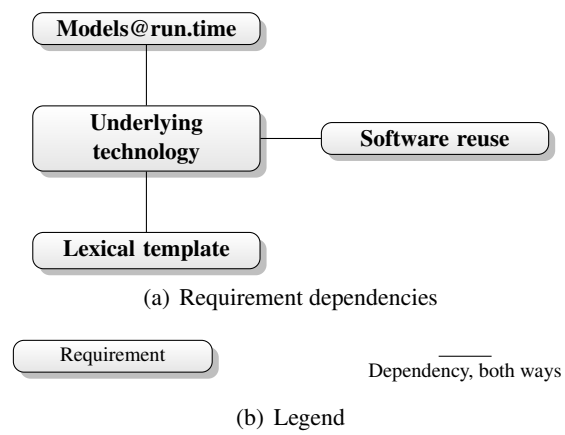 Models@run.time
Underlying
technology
Software reuse
Lexical template
(a) Requirement dependencies
Requirement
Dependency, both ways
(b) Legend